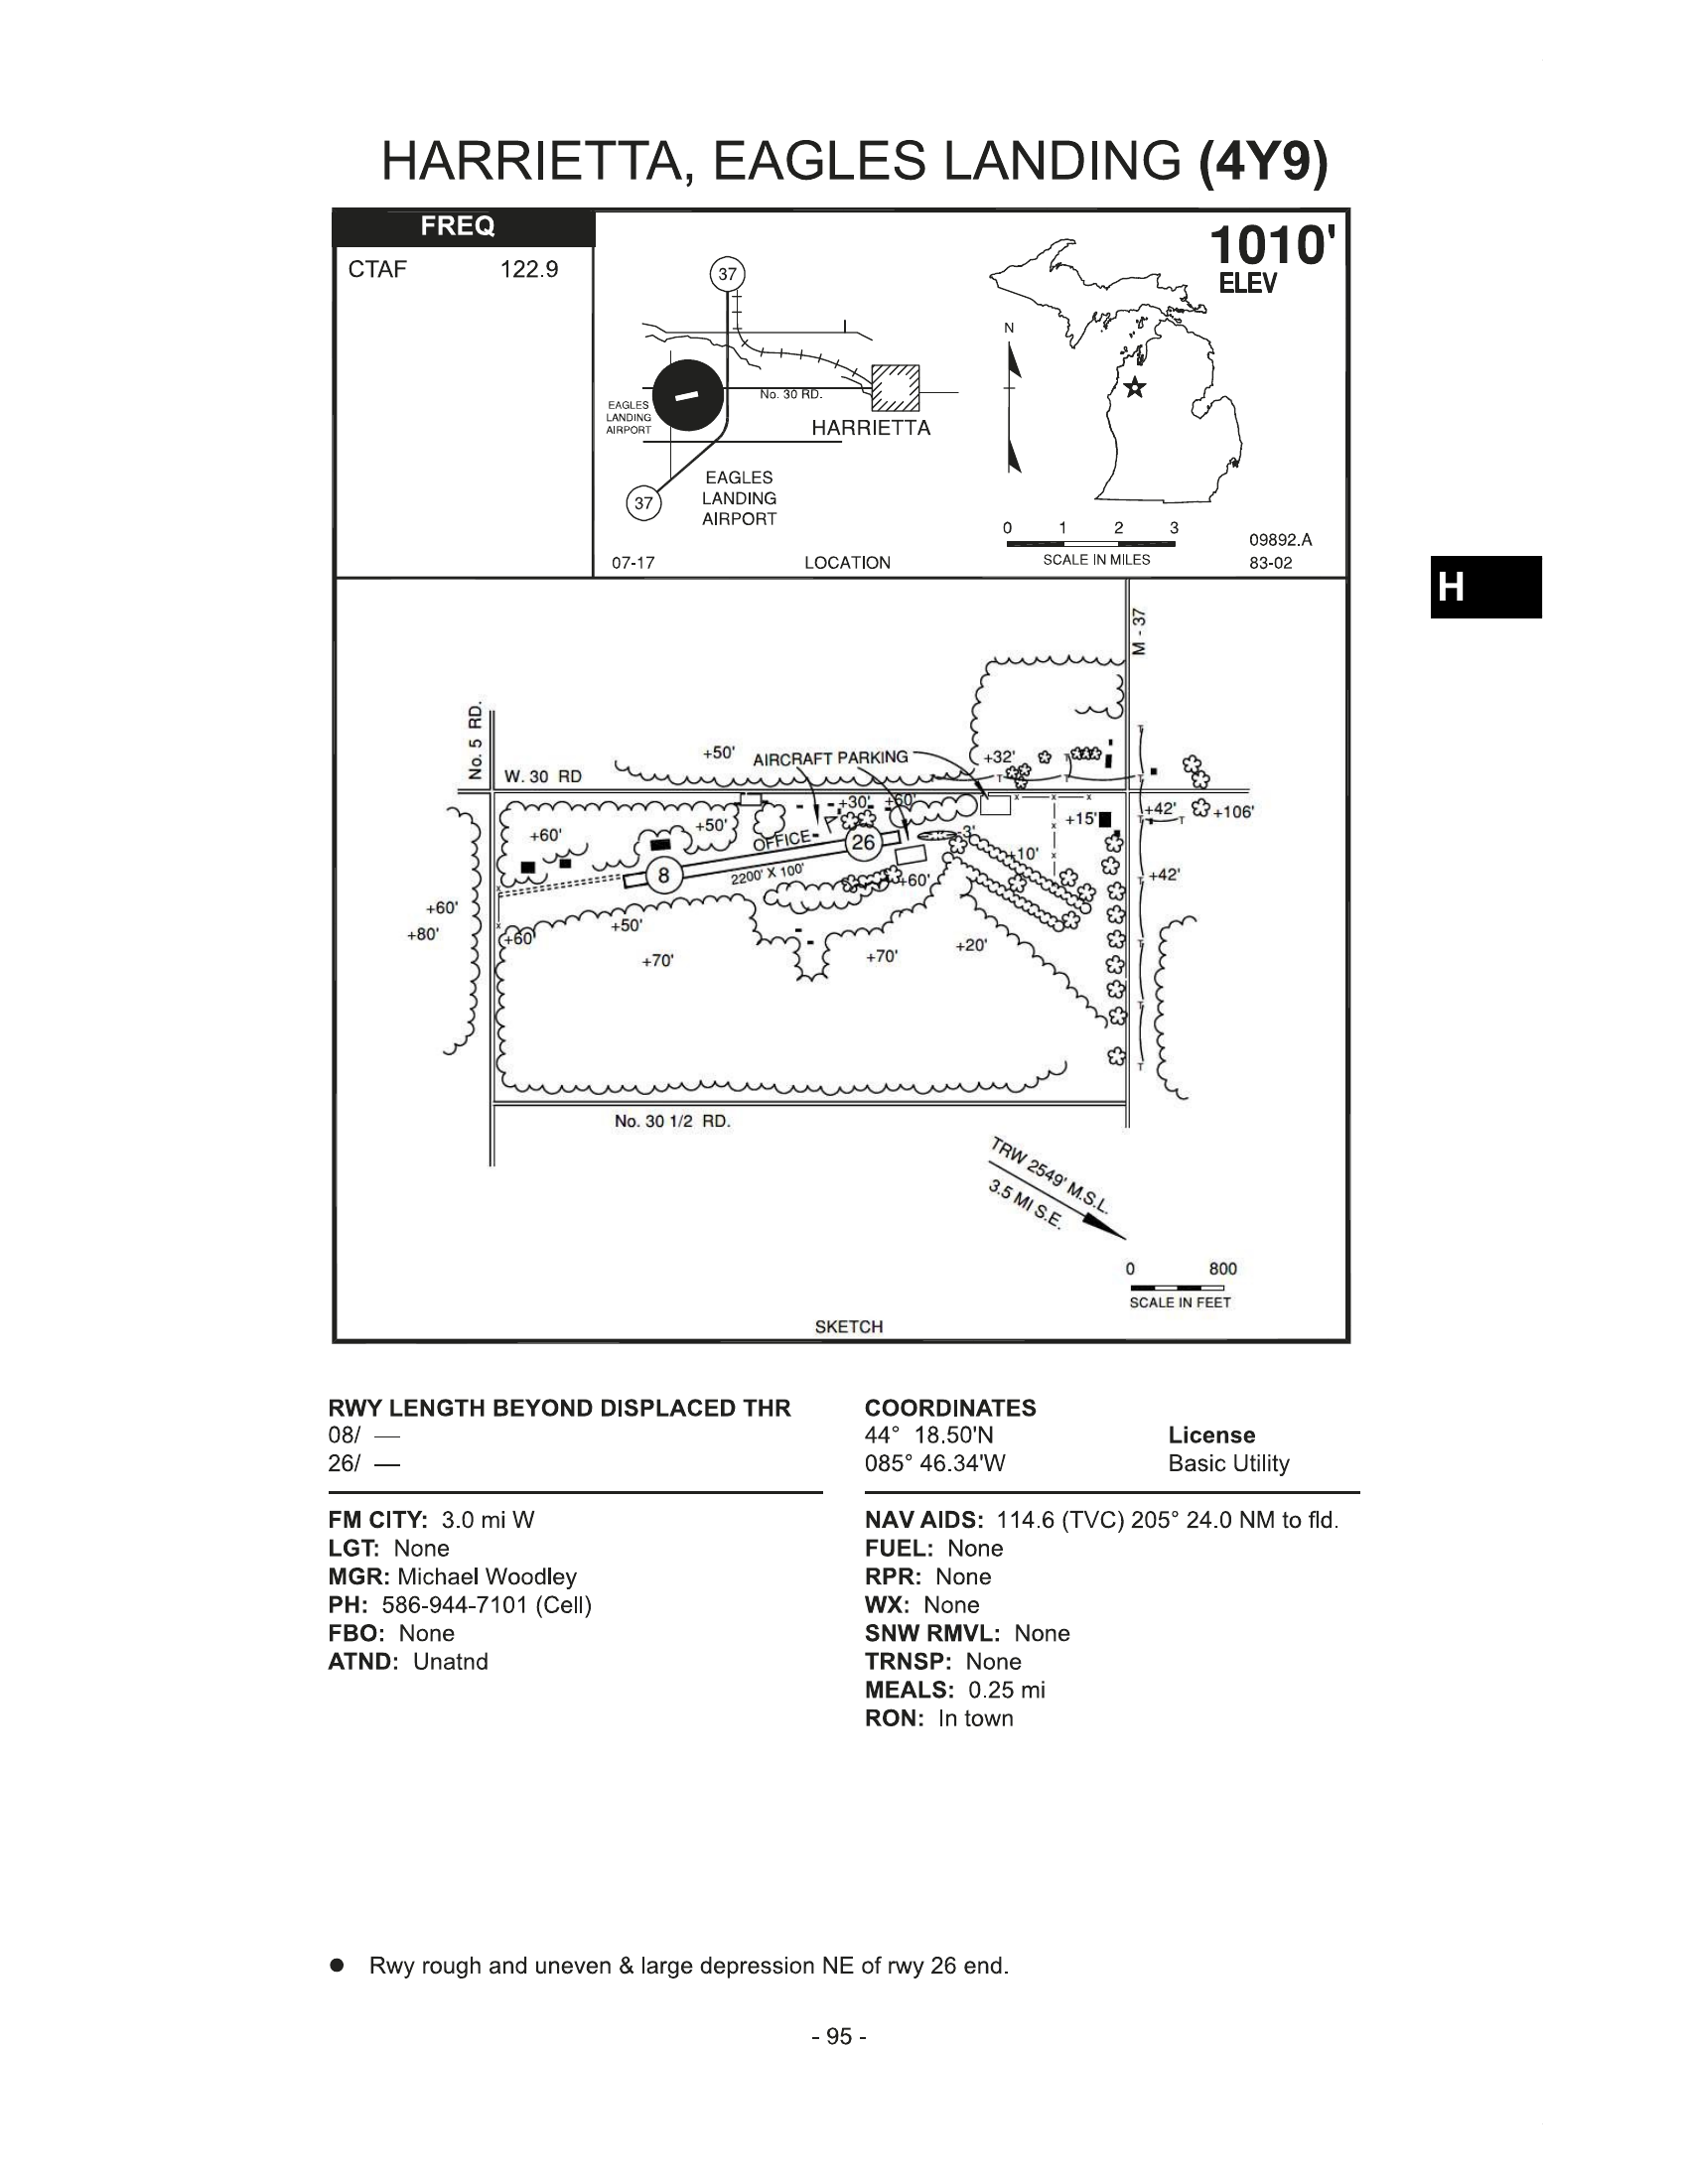 HARRIETTA, EAGLES LANDING (4Y9)
FREQ
CTAF 122.9
1010'
ELEV
37
N
No. 30 RD.
EAGLES
LANDING
AIRPORT
HARRIETTA
EAGLES
LANDING
AIRPORT
37
0 1 2 3
SCALE IN MILES
09892.A
83-02
07-17
LOCATION
H
M - 37
No. 5 RD.
W. 30 RD
+50'
AIRCRAFT PARKING
+32'
+30'
+60'
+42'
+106'
+15'
+60'
+50'
OFFICE
26
-3'
+10'
8
2200' X 100'
+60'
+42'
+60'
+80'
+60'
+50'
+70'
+70'
+20'
No. 30 1/2 RD.
TRW 2549' M.S.L.
3.5 MI S.E.
0 800
SCALE IN FEET
SKETCH
RWY LENGTH BEYOND DISPLACED THR
08/ —
26/ —
COORDINATES
44° 18.50'N
085° 46.34'W
License
Basic Utility
FM CITY: 3.0 mi W
LGT: None
MGR: Michael Woodley
PH: 586-944-7101 (Cell)
FBO: None
ATND: Unatnd
NAV AIDS: 114.6 (TVC) 205° 24.0 NM to fld.
FUEL: None
RPR: None
WX: None
SNW RMVL: None
TRNSP: None
MEALS: 0.25 mi
RON: In town
● Rwy rough and uneven & large depression NE of rwy 26 end.
- 95 -